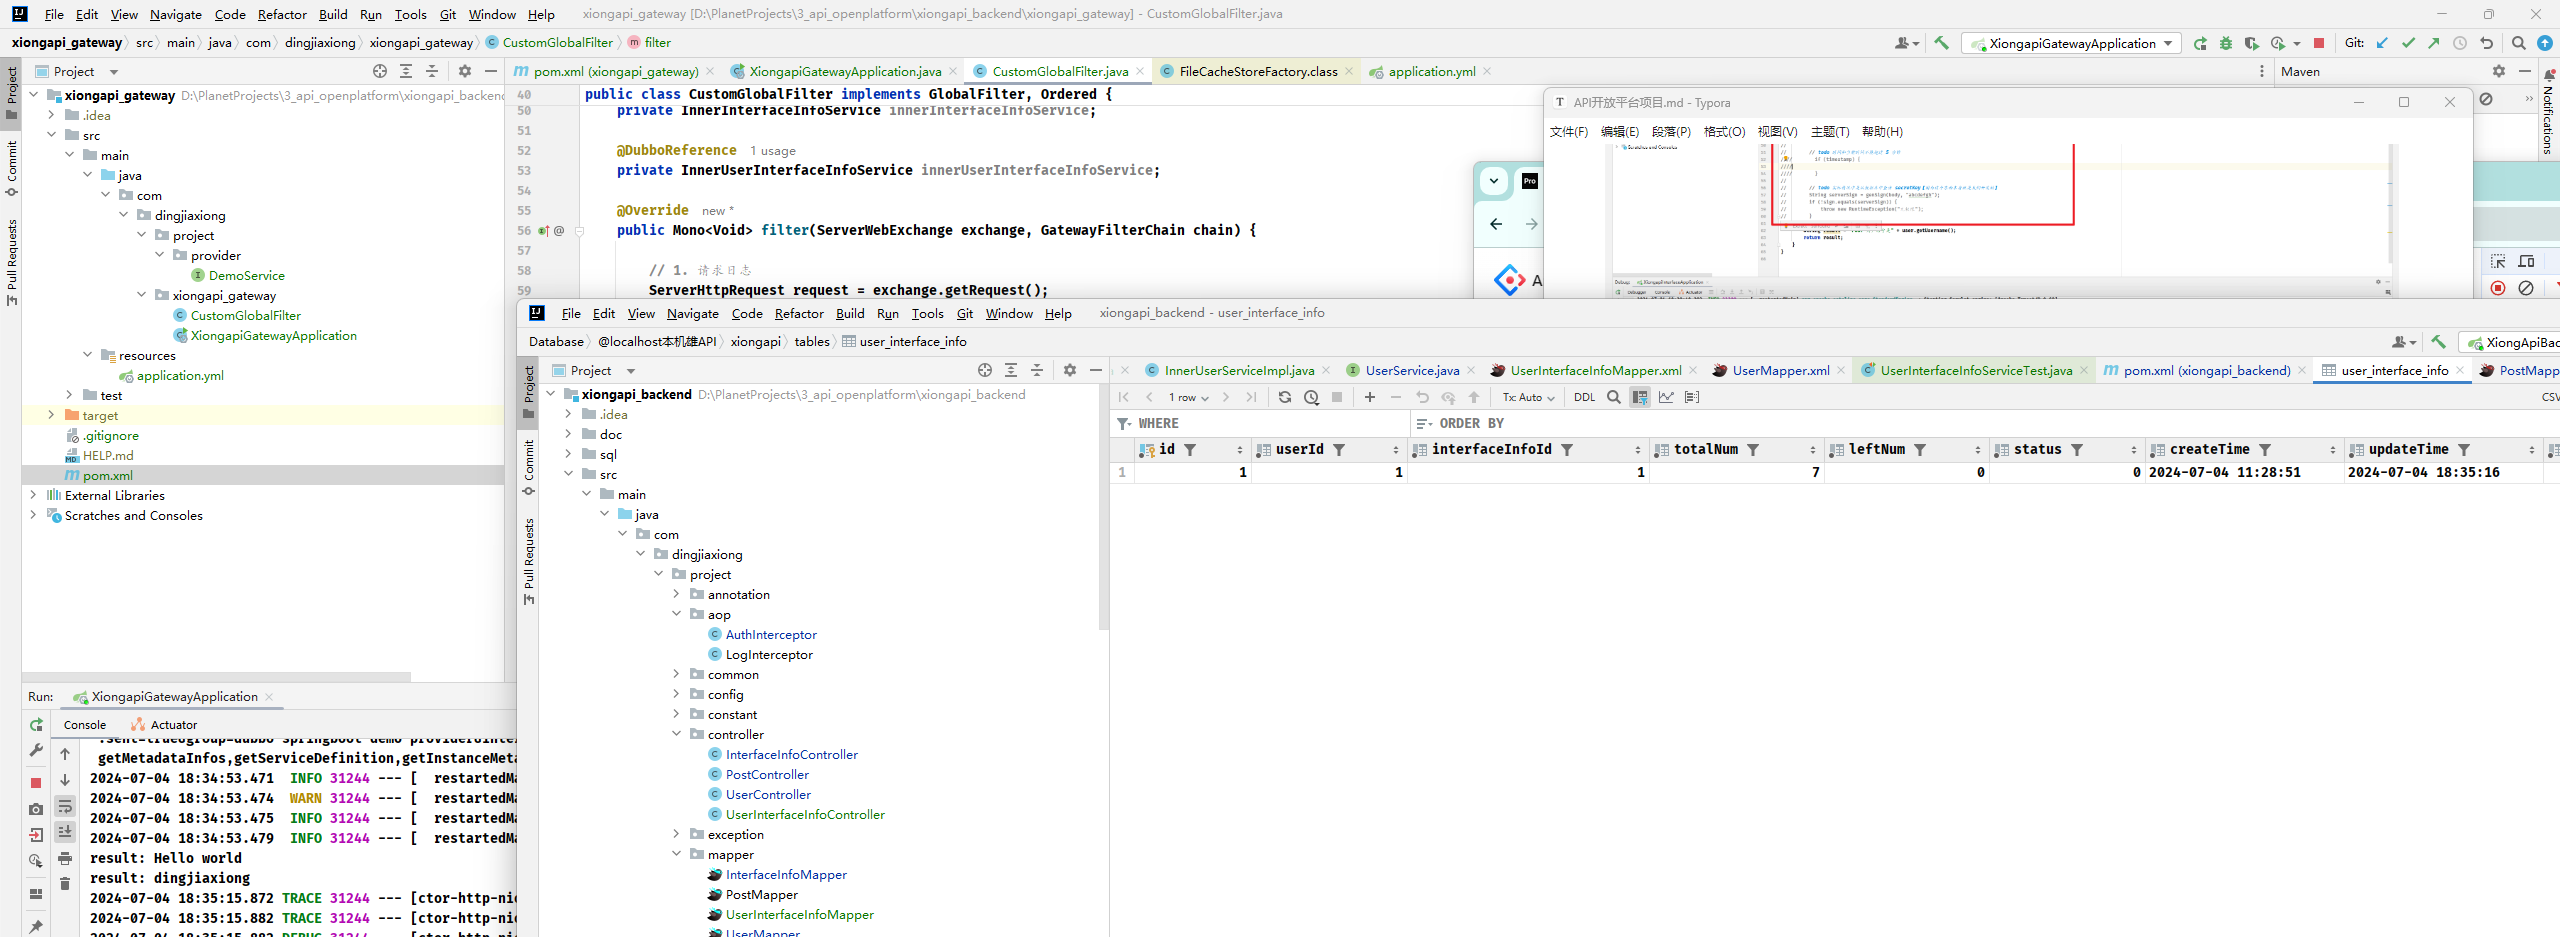 File Edit View Navigate Code Refactor Build Run Tools Git Window Help xiongapi_gateway [D:\PlanetProjects\3_api_openplatform\xiongapi_backend\xiongapi_gateway] - CustomGlobalFilter.java
xiongapi_gateway src main java com dingjiaxiong xiongapi_gateway CustomGlobalFilter filter XiongapiGatewayApplication Git:
Project
pom.xml (xiongapi_gateway) XiongapiGatewayApplication.java CustomGlobalFilter.java FileCacheStoreFactory.class application.yml Maven
Project
Commit
Pull Requests
xiongapi_gateway D:\PlanetProjects\3_api_openplatform\xiongapi_backend
.idea
src
main
java
com
dingjiaxiong
project
provider
DemoService
xiongapi_gateway
CustomGlobalFilter
XiongapiGatewayApplication
resources
application.yml
test
target
.gitignore
HELP.md
pom.xml
External Libraries
Scratches and Consoles
40 public class CustomGlobalFilter implements GlobalFilter, Ordered {
50 private InnerInterfaceInfoService innerInterfaceInfoService;
51
52 @DubboReference 1 usage
53 private InnerUserInterfaceInfoService innerUserInterfaceInfoService;
54
55 @Override new *
56 public Mono<Void> filter(ServerWebExchange exchange, GatewayFilterChain chain) {
57
58 // 1. 请求日志
59 ServerHttpRequest request = exchange.getRequest();
API开放平台项目.md - Typora
文件(F) 编辑(E) 段落(P) 格式(O) 视图(V) 主题(T) 帮助(H)
Notifications
Pro
A
Run: XiongapiGatewayApplication
Console Actuator
getMetadataInfos,getServiceDefinition,getInstanceMeta
2024-07-04 18:34:53.471 INFO 31244 --- [ restartedMa
2024-07-04 18:34:53.474 WARN 31244 --- [ restartedMa
2024-07-04 18:34:53.475 INFO 31244 --- [ restartedMa
2024-07-04 18:34:53.479 INFO 31244 --- [ restartedMa
result: Hello world
result: dingjiaxiong
2024-07-04 18:35:15.872 TRACE 31244 --- [ctor-http-nio
2024-07-04 18:35:15.882 TRACE 31244 --- [ctor-http-nio
File Edit View Navigate Code Refactor Build Run Tools Git Window Help xiongapi_backend - user_interface_info
Database @localhost本机雄API xiongapi tables user_interface_info XiongApiBac
Project
InnerUserServiceImpl.java UserService.java UserInterfaceInfoMapper.xml UserMapper.xml UserInterfaceInfoServiceTest.java pom.xml (xiongapi_backend) user_interface_info PostMapp
Project
Commit
Pull Requests
xiongapi_backend D:\PlanetProjects\3_api_openplatform\xiongapi_backend
.idea
doc
sql
src
main
java
com
dingjiaxiong
project
annotation
aop
AuthInterceptor
LogInterceptor
common
config
constant
controller
InterfaceInfoController
PostController
UserController
UserInterfaceInfoController
exception
mapper
InterfaceInfoMapper
PostMapper
UserInterfaceInfoMapper
UserMapper
1 row Tx: Auto DDL CSV
WHERE ORDER BY
id userId interfaceInfoId totalNum leftNum status createTime updateTime
1 1 1 1 7 0 0 2024-07-04 11:28:51 2024-07-04 18:35:16